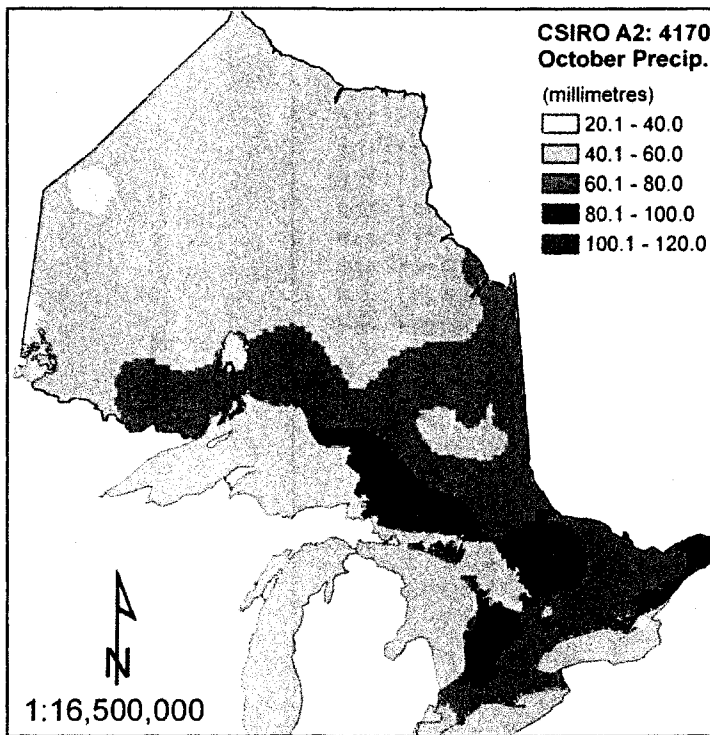 CSIRO A2: 4170
October Precip.
(millimetres)
20.1 - 40.0
40.1 - 60.0
60.1 - 80.0
80.1 - 100.0
100.1 - 120.0
N
1:16,500,000